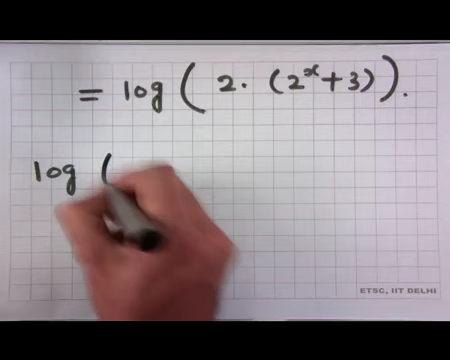 = log ( 2 · (2^x + 3) ).
log (
ETSC, IIT DELHI